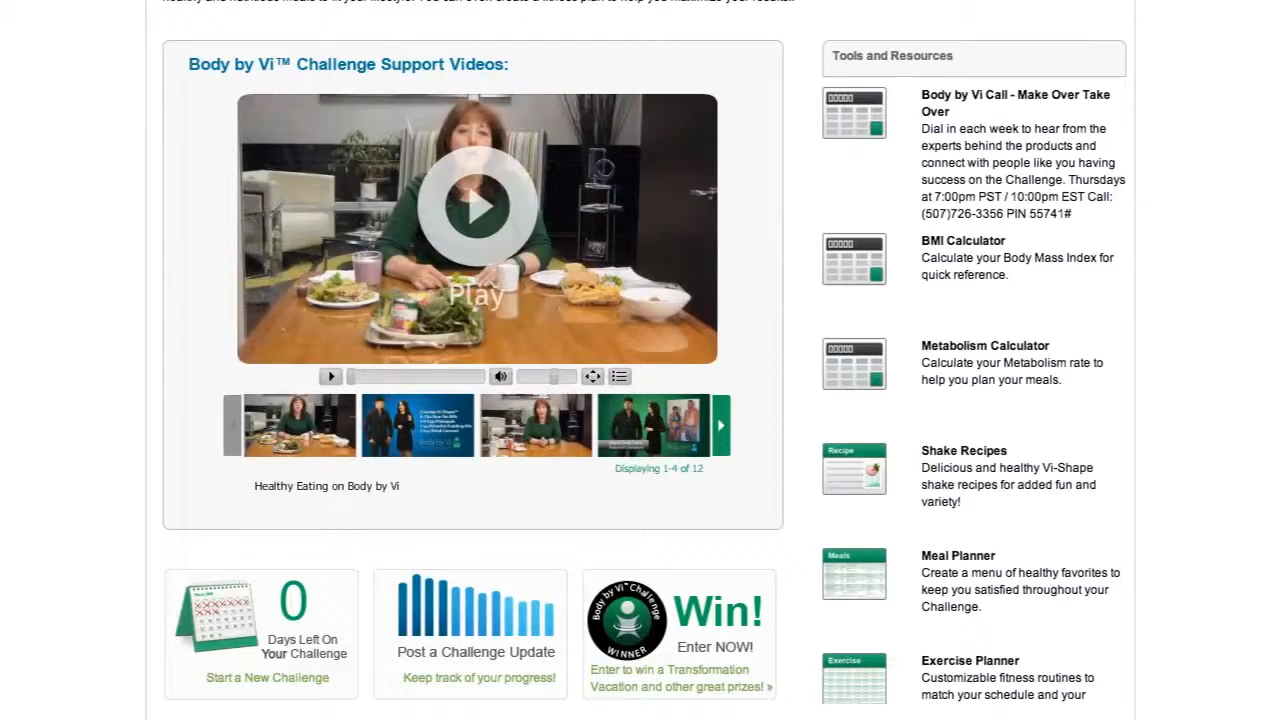 Body by Vi™ Challenge Support Videos:
Play
Displaying 1-4 of 12
Healthy Eating on Body by Vi
0
Days Left On
Your Challenge
Start a New Challenge
Post a Challenge Update
Keep track of your progress!
Body by Vi™ Challenge
WINNER
Win!
Enter NOW!
Enter to win a Transformation
Vacation and other great prizes! »
Tools and Resources
Body by Vi Call - Make Over Take
Over
Dial in each week to hear from the
experts behind the products and
connect with people like you having
success on the Challenge. Thursdays
at 7:00pm PST / 10:00pm EST Call:
(507)726-3356 PIN 55741#
BMI Calculator
Calculate your Body Mass Index for
quick reference.
Metabolism Calculator
Calculate your Metabolism rate to
help you plan your meals.
Recipe
Shake Recipes
Delicious and healthy Vi-Shape
shake recipes for added fun and
variety!
Meals
Meal Planner
Create a menu of healthy favorites to
keep you satisfied throughout your
Challenge.
Exercise
Exercise Planner
Customizable fitness routines to
match your schedule and your